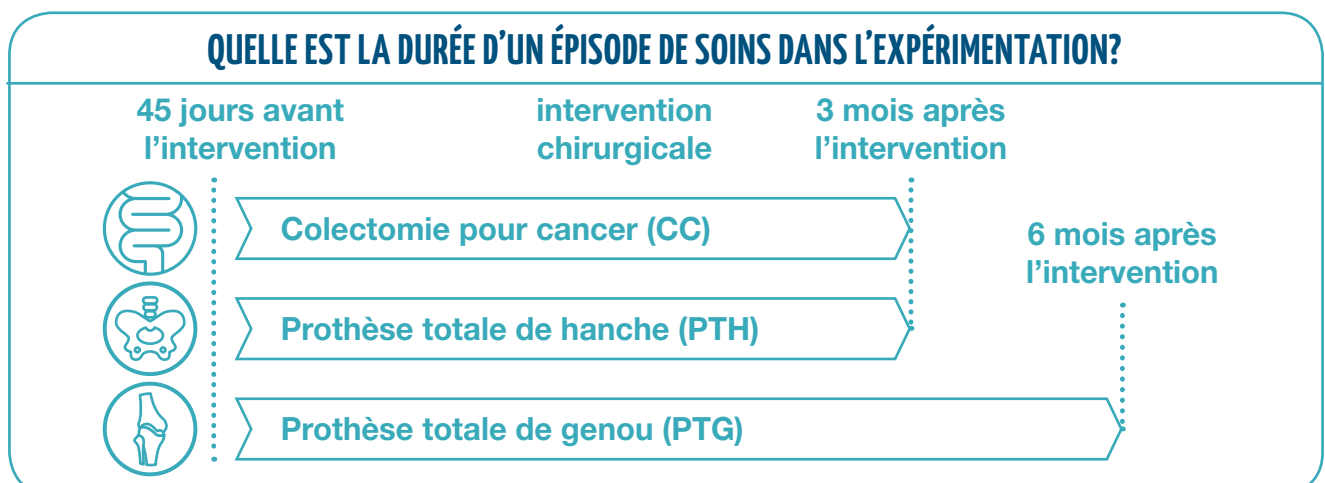 QUELLE EST LA DURÉE D'UN ÉPISODE DE SOINS DANS L'EXPÉRIMENTATION?
45 jours avant
l'intervention
intervention
chirurgicale
3 mois après
l'intervention
Colectomie pour cancer (CC)
6 mois après
l'intervention
Prothèse totale de hanche (PTH)
Prothèse totale de genou (PTG)